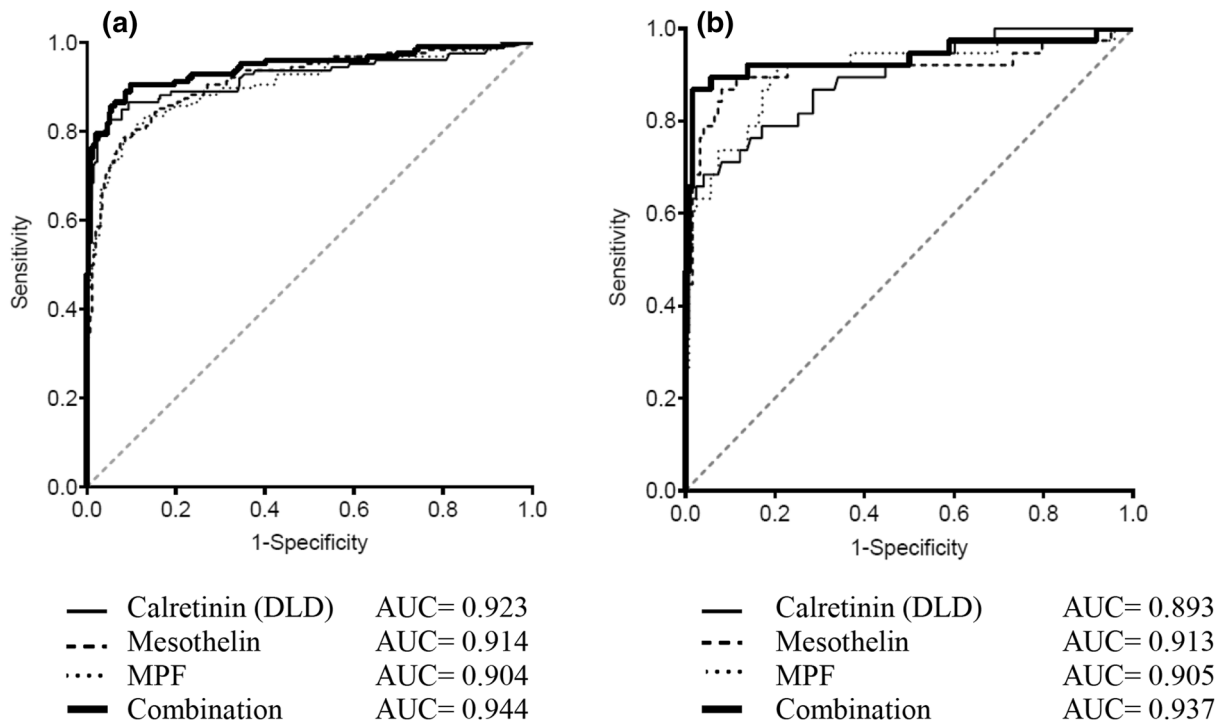 (a)
1.0
0.8
0.6
0.4
0.2
0.0
Sensitivity
0.0 0.2 0.4 0.6 0.8 1.0
1-Specificity
Calretinin (DLD) AUC= 0.923
Mesothelin AUC= 0.914
MPF AUC= 0.904
Combination AUC= 0.944
(b)
1.0
0.8
0.6
0.4
0.2
0.0
Sensitivity
0.0 0.2 0.4 0.6 0.8 1.0
1-Specificity
Calretinin (DLD) AUC= 0.893
Mesothelin AUC= 0.913
MPF AUC= 0.905
Combination AUC= 0.937